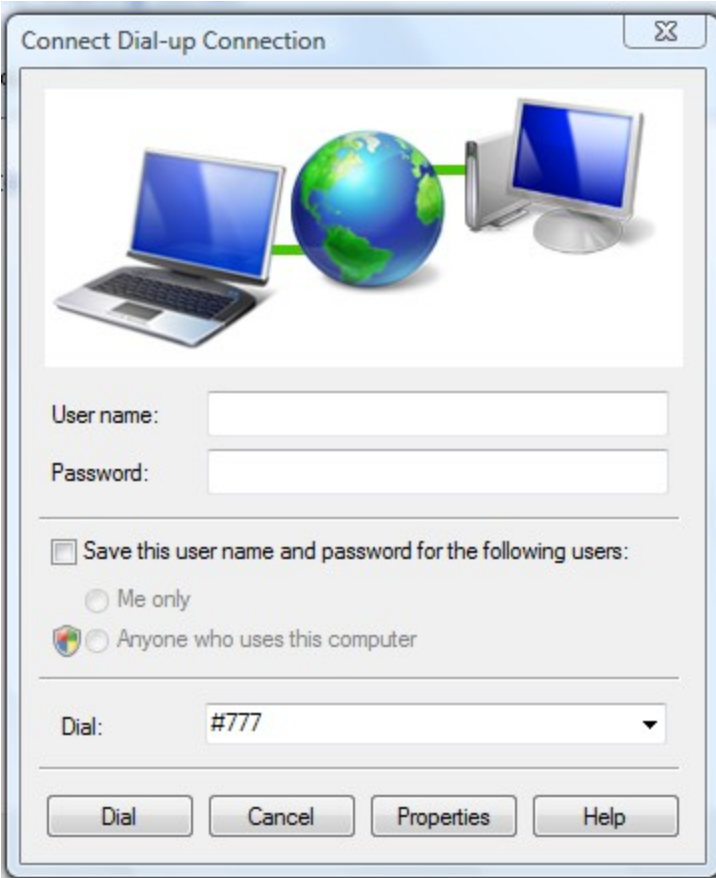 Connect Dial-up Connection
User name:
Password:
Save this user name and password for the following users:
Me only
Anyone who uses this computer
Dial: #777
Dial Cancel Properties Help